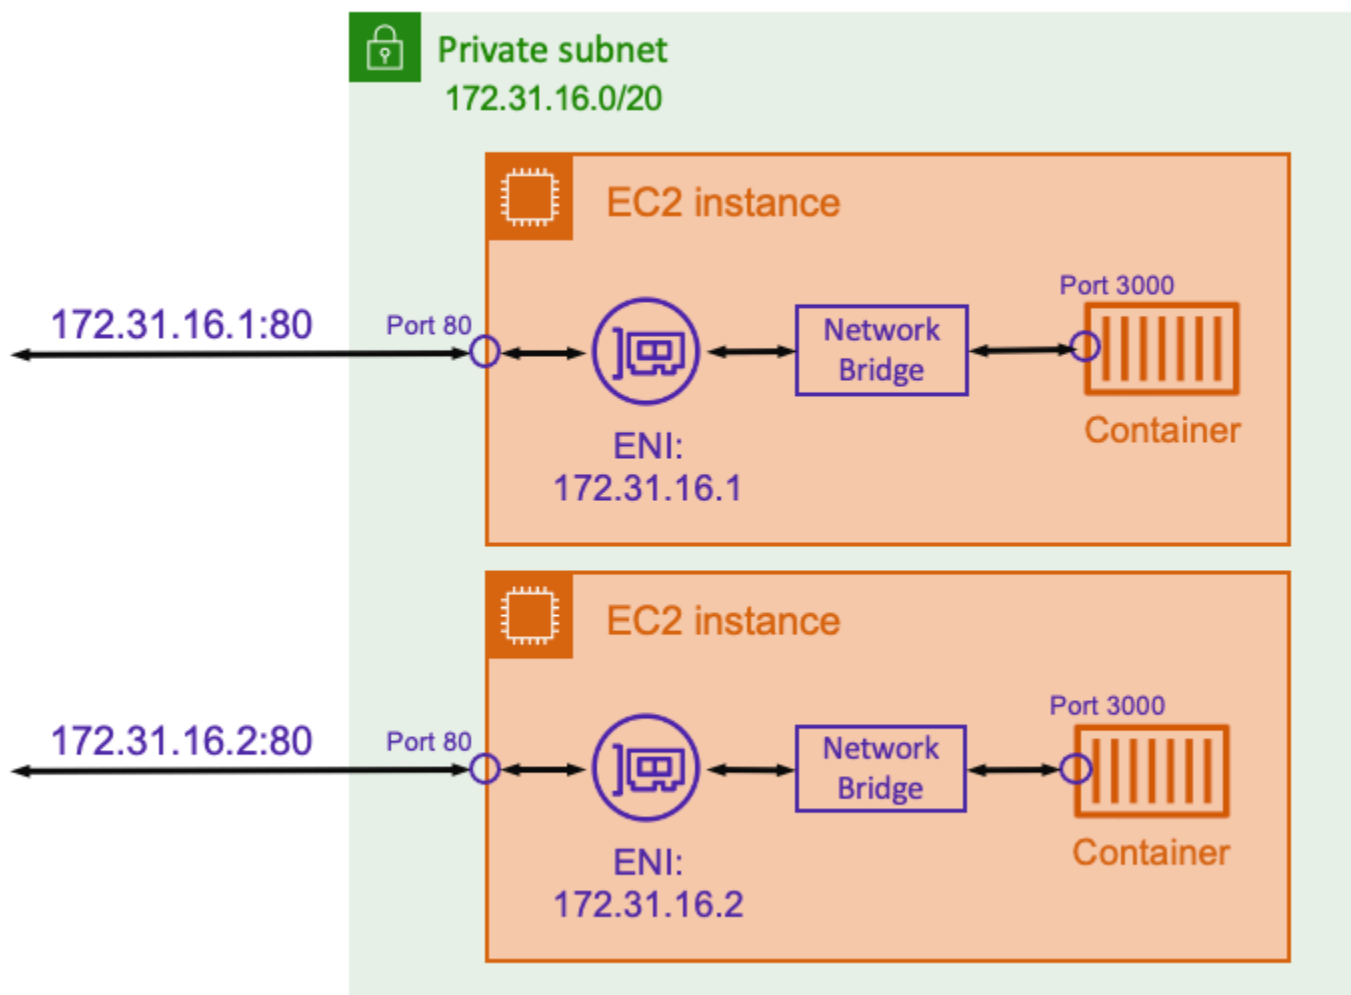 Private subnet
172.31.16.0/20
EC2 instance
Port 3000
172.31.16.1:80
Port 80
Network
Bridge
Container
ENI:
172.31.16.1
EC2 instance
Port 3000
172.31.16.2:80
Port 80
Network
Bridge
Container
ENI:
172.31.16.2